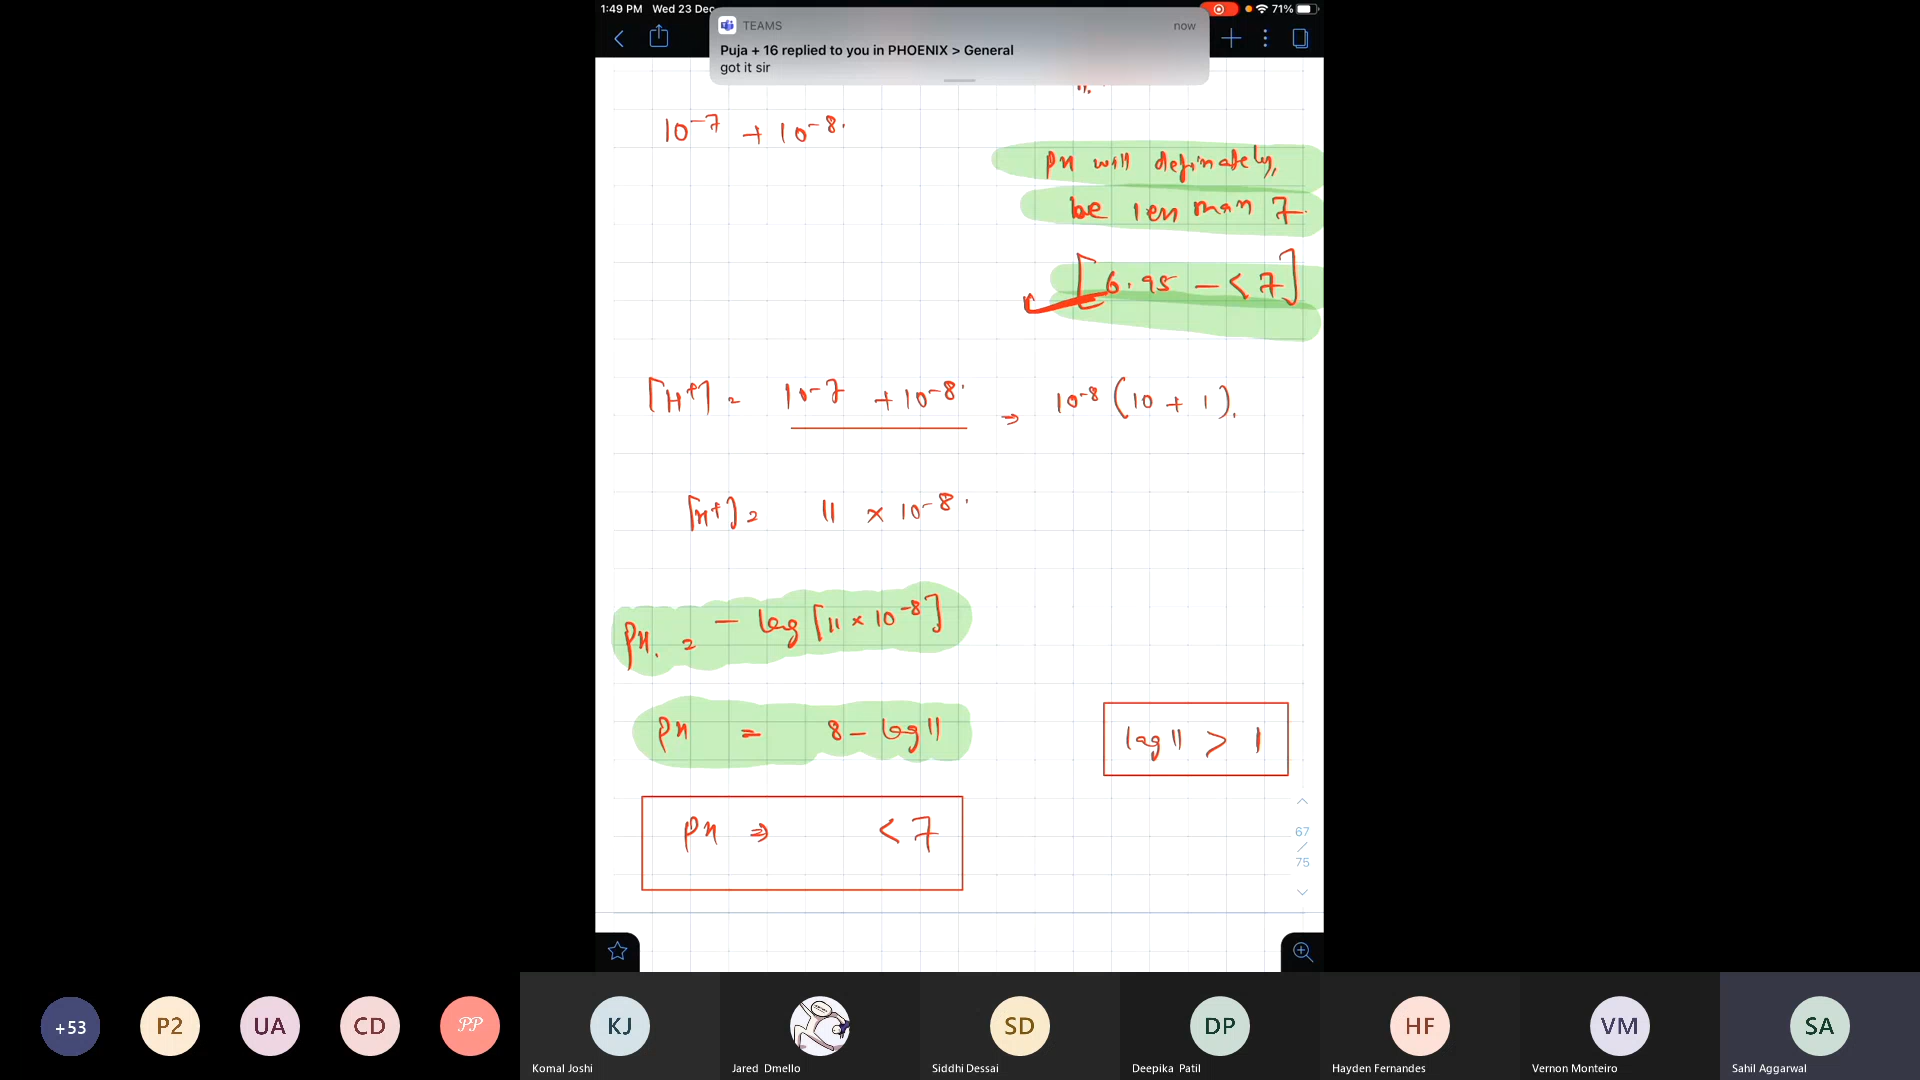 1:49 PM Wed 23 Dec
71%
TEAMS
now
Puja + 16 replied to you in PHOENIX > General
got it sir
10⁻⁷ + 10⁻⁸.
pH will definately,
be less than 7.
[6.95 – < 7]
[H⁺] = 10⁻⁷ + 10⁻⁸. ⇒ 10⁻⁸ (10 + 1).
[H⁺] = 11 × 10⁻⁸.
pH. = – log [11 × 10⁻⁸]
pH = 8 – log 11
log 11 > 1
pH ⇒ < 7
67
/
75
+53
P2
UA
CD
PP
KJ
SD
DP
HF
VM
SA
Komal Joshi
Jared Dmello
Siddhi Dessai
Deepika Patil
Hayden Fernandes
Vernon Monteiro
Sahil Aggarwal